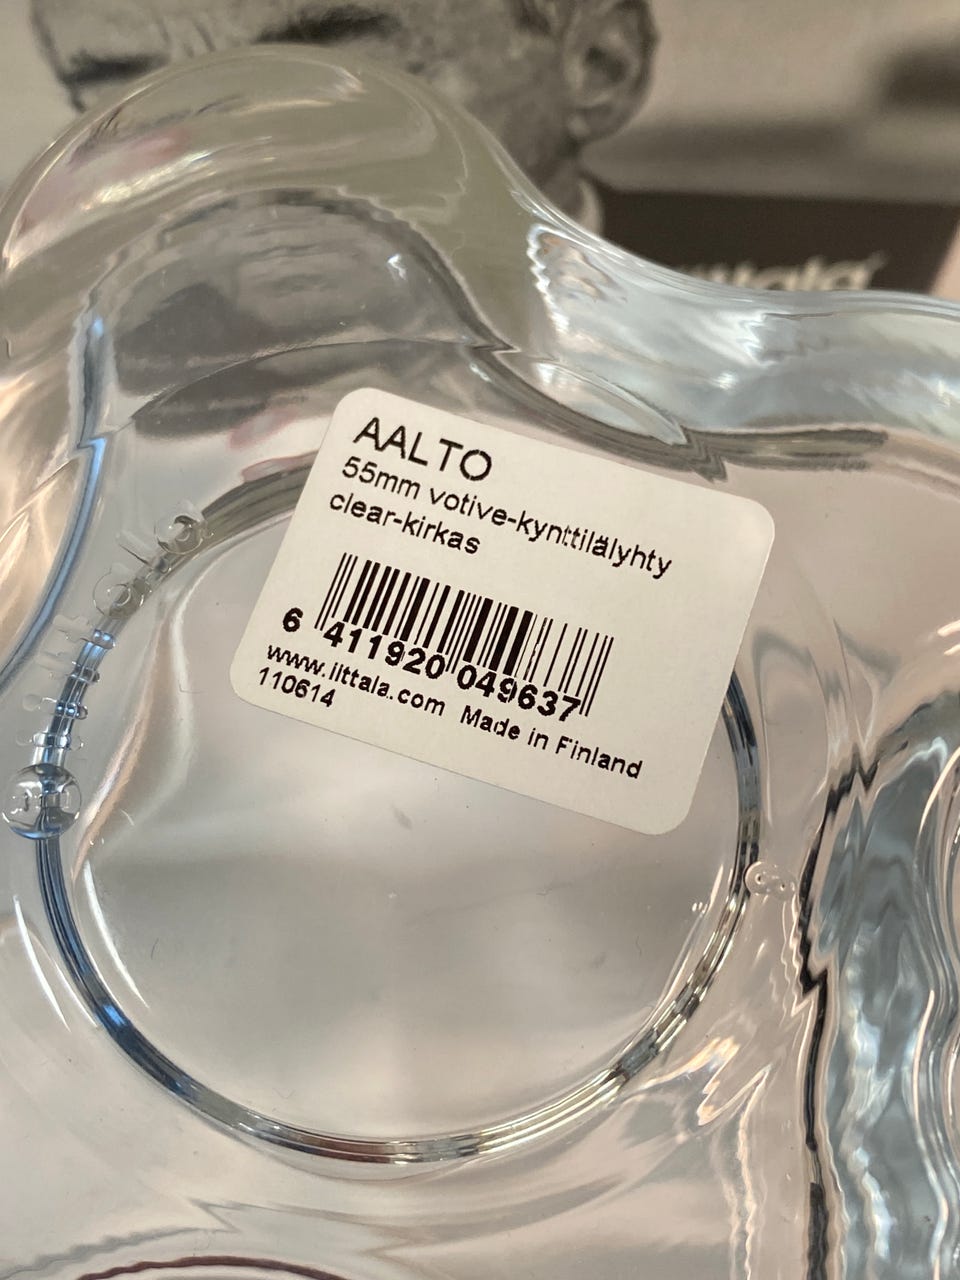 AALTO
55mm votive-kynttilälyhty
clear-kirkas
6 411920 049637
www.iittala.com Made in Finland
110614